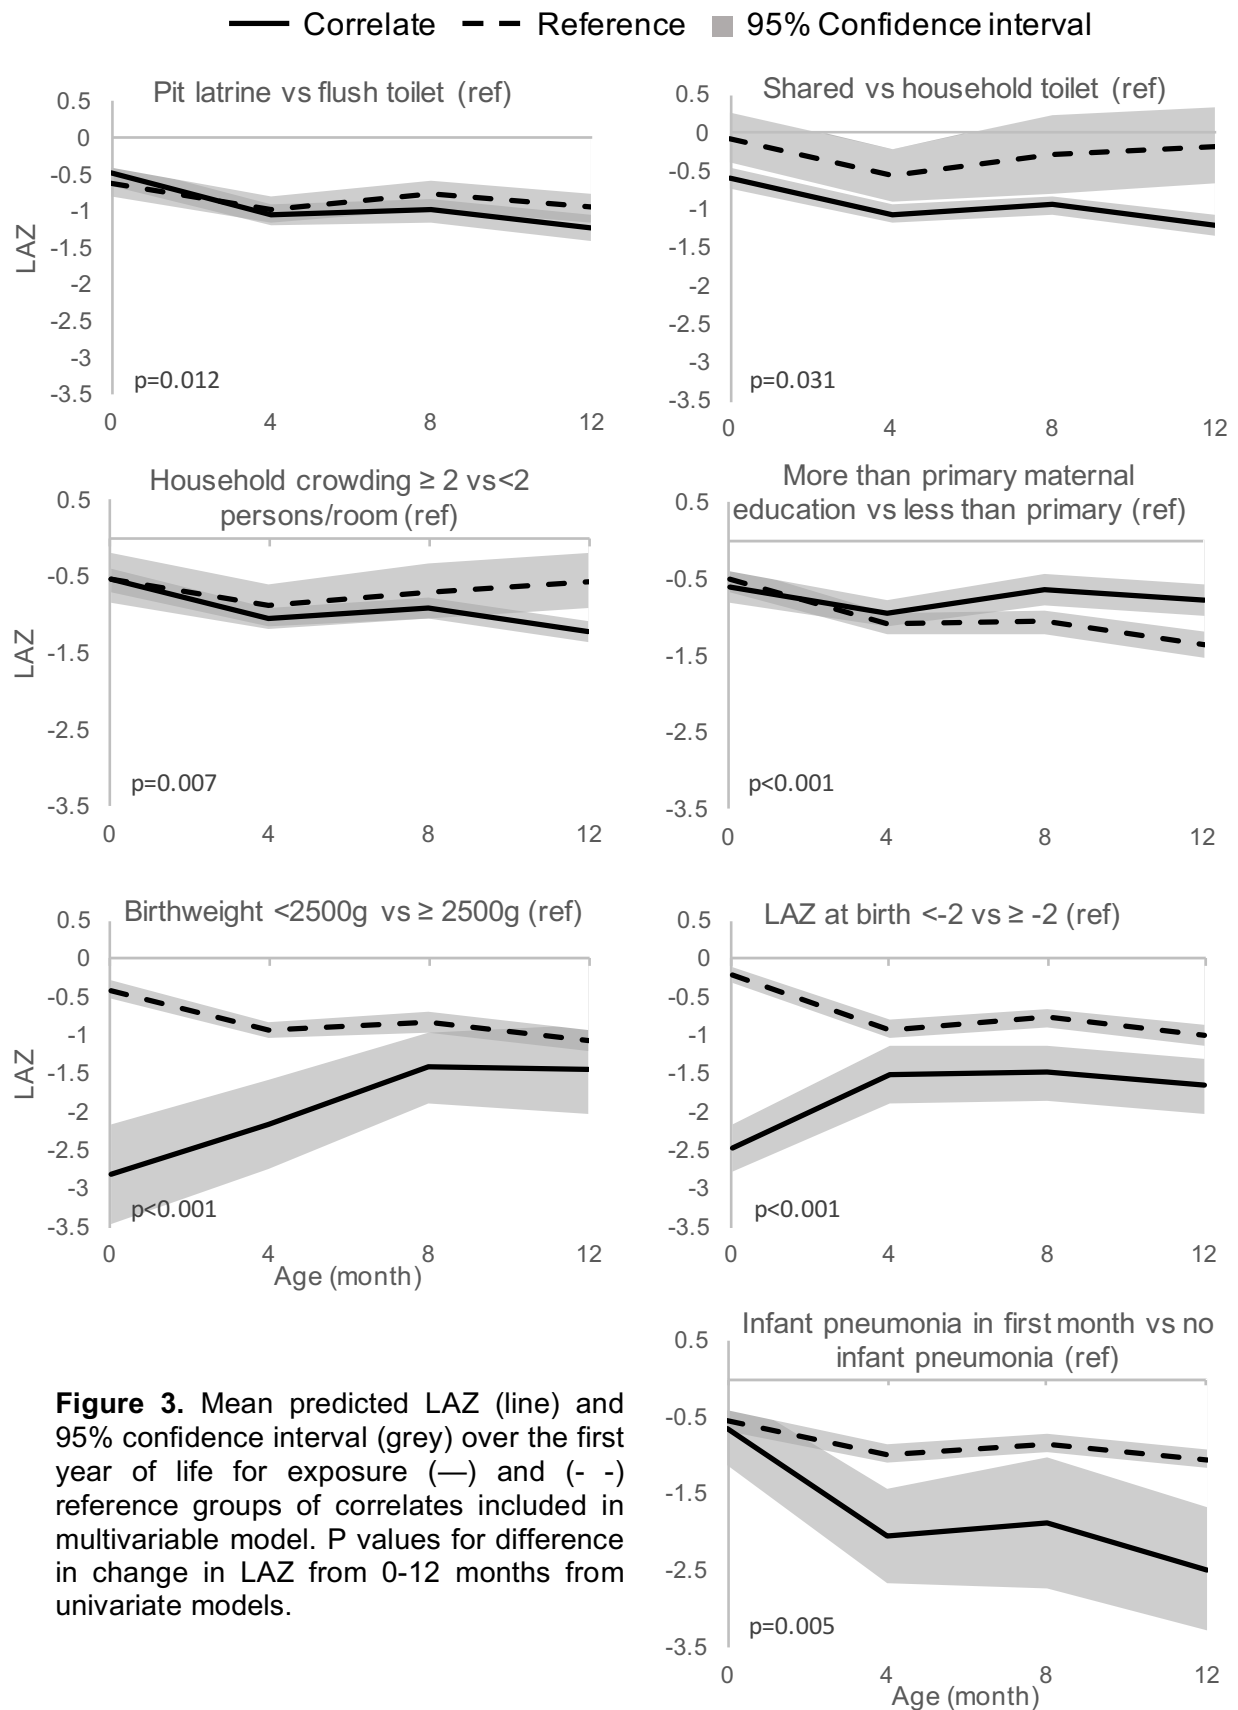 Correlate Reference 95% Confidence interval
Pit latrine vs flush toilet (ref)
0.5
0
-0.5
-1
-1.5
-2
-2.5
-3
-3.5
LAZ
p=0.012
0 4 8 12
Shared vs household toilet (ref)
0.5
0
-0.5
-1
-1.5
-2
-2.5
-3
-3.5
p=0.031
0 4 8 12
Household crowding ≥ 2 vs<2
persons/room (ref)
0.5
-0.5
-1.5
-2.5
-3.5
LAZ
p=0.007
0 4 8 12
More than primary maternal
education vs less than primary (ref)
0.5
-0.5
-1.5
-2.5
-3.5
p<0.001
0 4 8 12
Birthweight <2500g vs ≥ 2500g (ref)
0.5
0
-0.5
-1
-1.5
-2
-2.5
-3
-3.5
LAZ
p<0.001
0 4 8 12
Age (month)
LAZ at birth <-2 vs ≥ -2 (ref)
0.5
0
-0.5
-1
-1.5
-2
-2.5
-3
-3.5
p<0.001
0 4 8 12
Infant pneumonia in first month vs no
infant pneumonia (ref)
0.5
-0.5
-1.5
-2.5
-3.5
p=0.005
0 4 8 12
Age (month)
Figure 3. Mean predicted LAZ (line) and
95% confidence interval (grey) over the first
year of life for exposure (—) and (- -)
reference groups of correlates included in
multivariable model. P values for difference
in change in LAZ from 0-12 months from
univariate models.